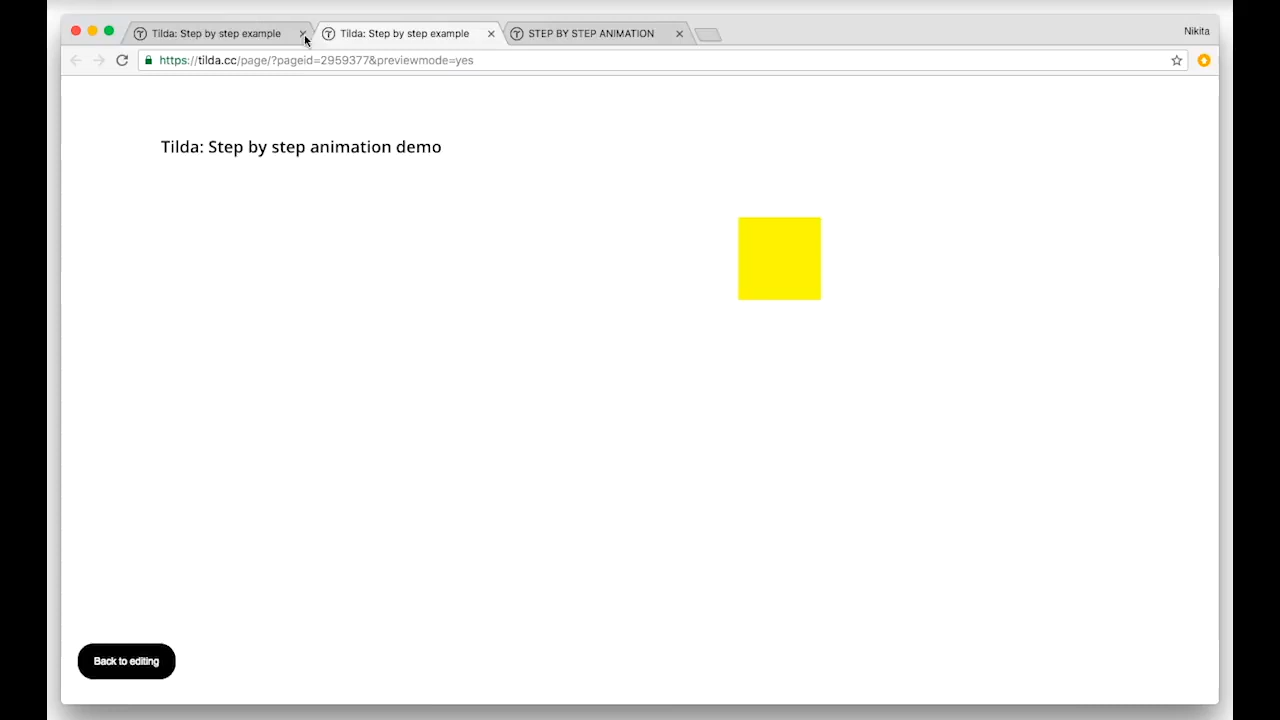 Tilda: Step by step example
Tilda: Step by step example
STEP BY STEP ANIMATION
Nikita
https://tilda.cc/page/?pageid=2959377&previewmode=yes
Tilda: Step by step animation demo
Back to editing